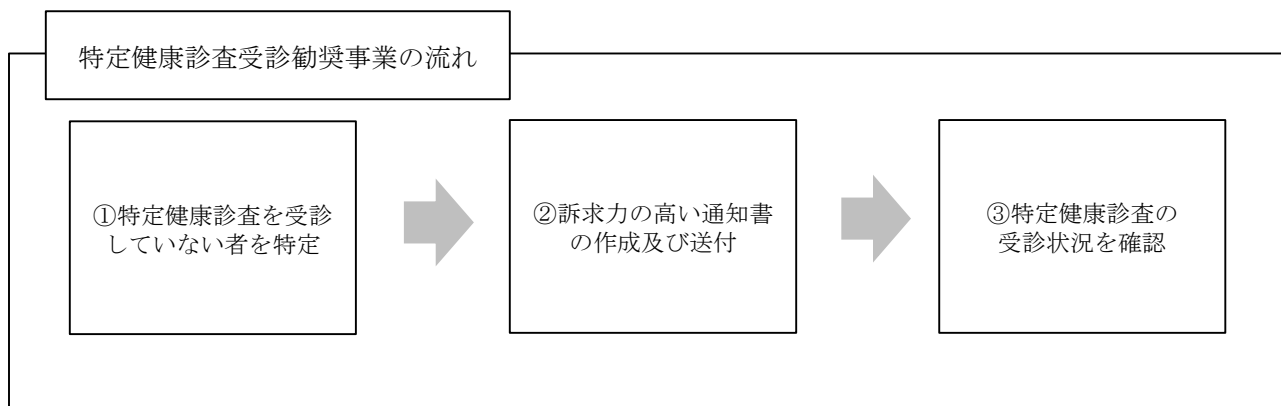 特定健康診査受診勧奨事業の流れ
①特定健康診査を受診
していない者を特定
②訴求力の高い通知書
の作成及び送付
③特定健康診査の
受診状況を確認